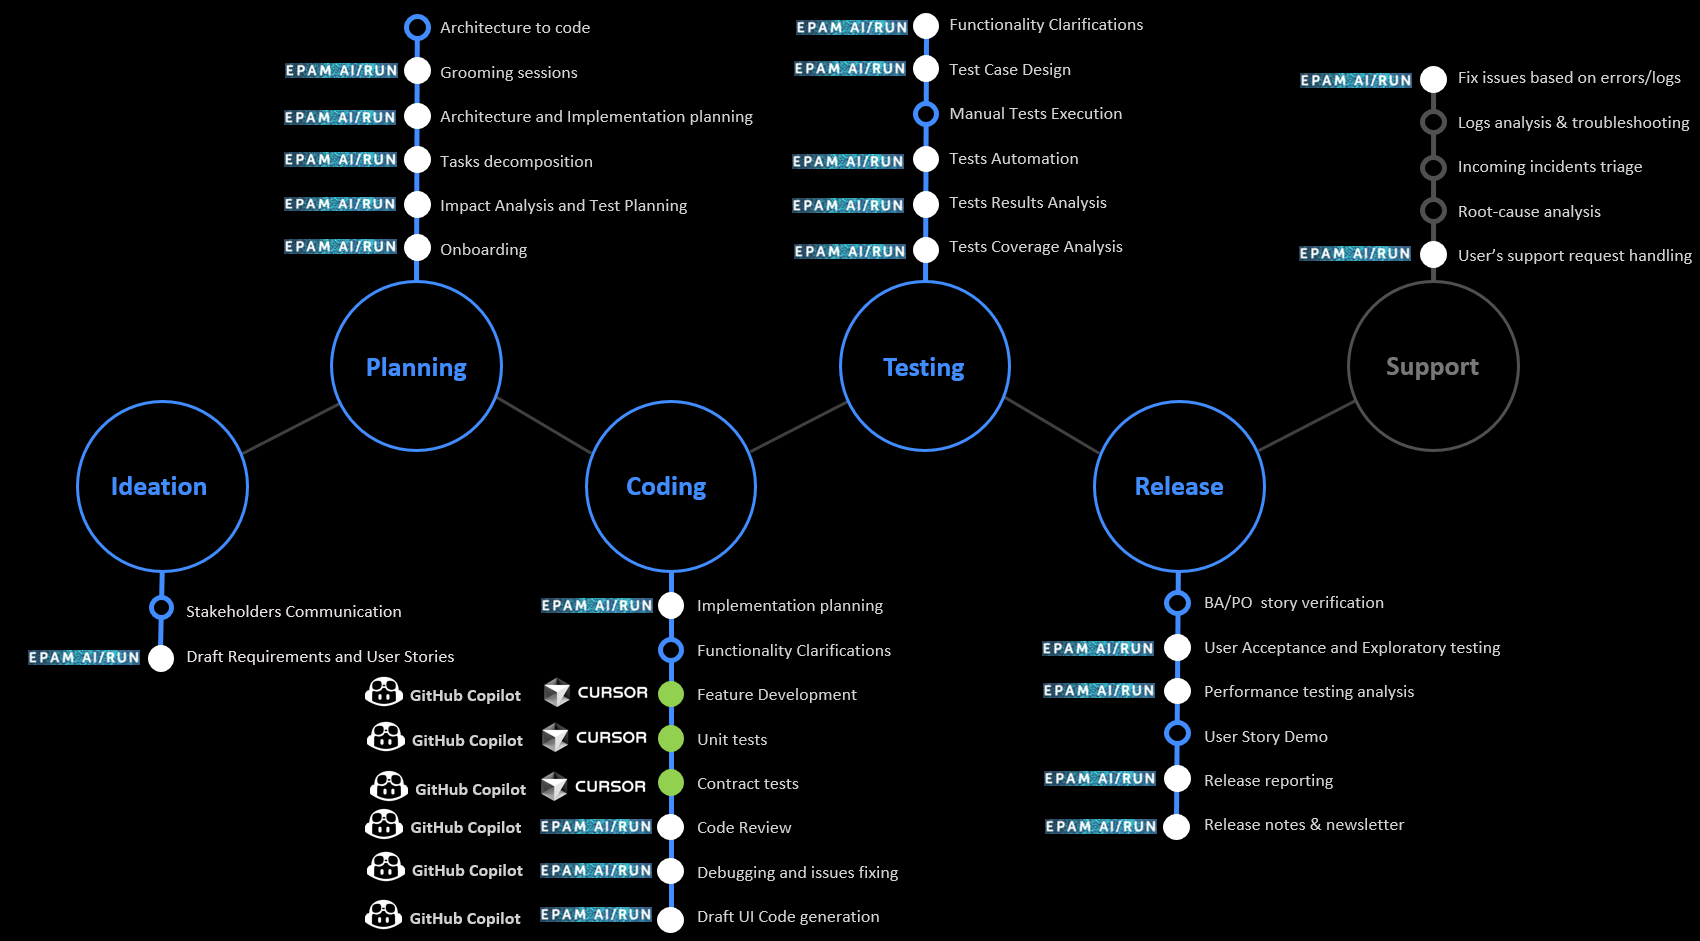 Architecture to code
EPAM AI/RUN Grooming sessions
EPAM AI/RUN Architecture and Implementation planning
EPAM AI/RUN Tasks decomposition
EPAM AI/RUN Impact Analysis and Test Planning
EPAM AI/RUN Onboarding
Planning
EPAM AI/RUN Functionality Clarifications
EPAM AI/RUN Test Case Design
Manual Tests Execution
EPAM AI/RUN Tests Automation
EPAM AI/RUN Tests Results Analysis
EPAM AI/RUN Tests Coverage Analysis
Testing
EPAM AI/RUN Fix issues based on errors/logs
Logs analysis & troubleshooting
Incoming incidents triage
Root-cause analysis
EPAM AI/RUN User’s support request handling
Support
Ideation
Stakeholders Communication
EPAM AI/RUN Draft Requirements and User Stories
Coding
EPAM AI/RUN Implementation planning
Functionality Clarifications
GitHub Copilot CURSOR Feature Development
GitHub Copilot CURSOR Unit tests
GitHub Copilot CURSOR Contract tests
GitHub Copilot EPAM AI/RUN Code Review
GitHub Copilot EPAM AI/RUN Debugging and issues fixing
GitHub Copilot EPAM AI/RUN Draft UI Code generation
Release
BA/PO story verification
EPAM AI/RUN User Acceptance and Exploratory testing
EPAM AI/RUN Performance testing analysis
User Story Demo
EPAM AI/RUN Release reporting
EPAM AI/RUN Release notes & newsletter